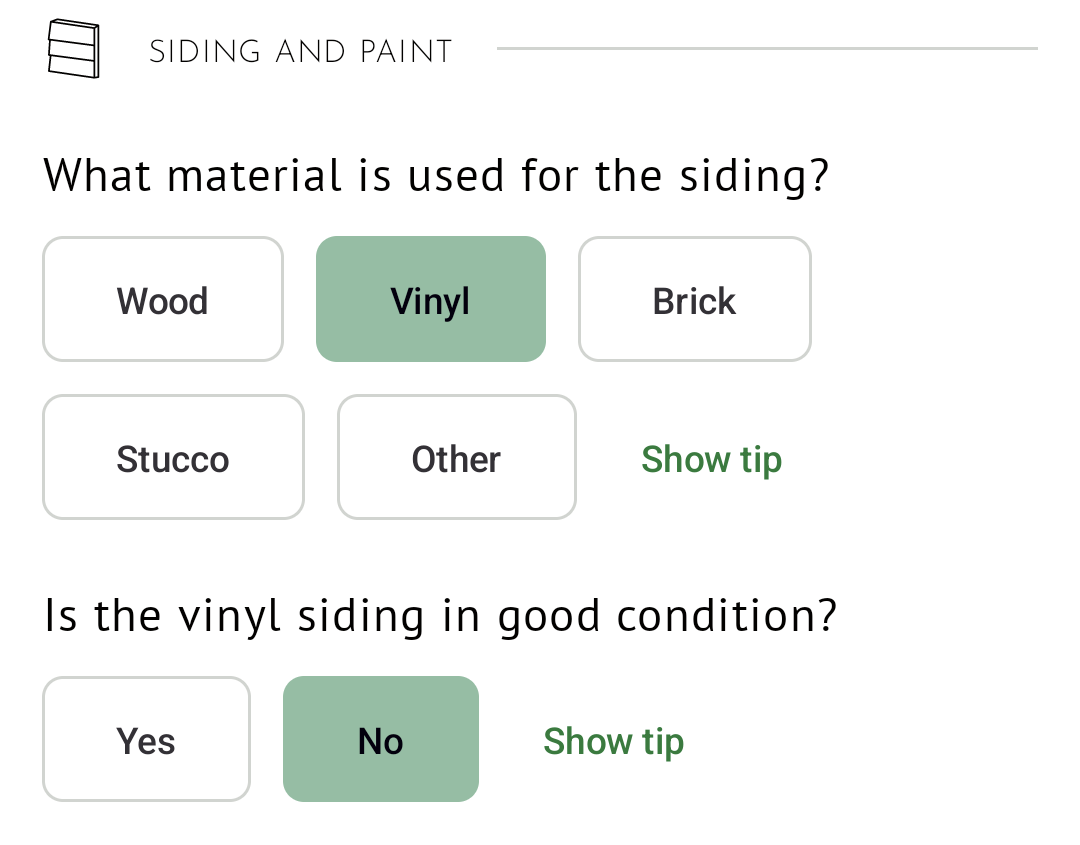 SIDING AND PAINT
What material is used for the siding?
Wood Vinyl Brick
Stucco Other Show tip
Is the vinyl siding in good condition?
Yes No Show tip